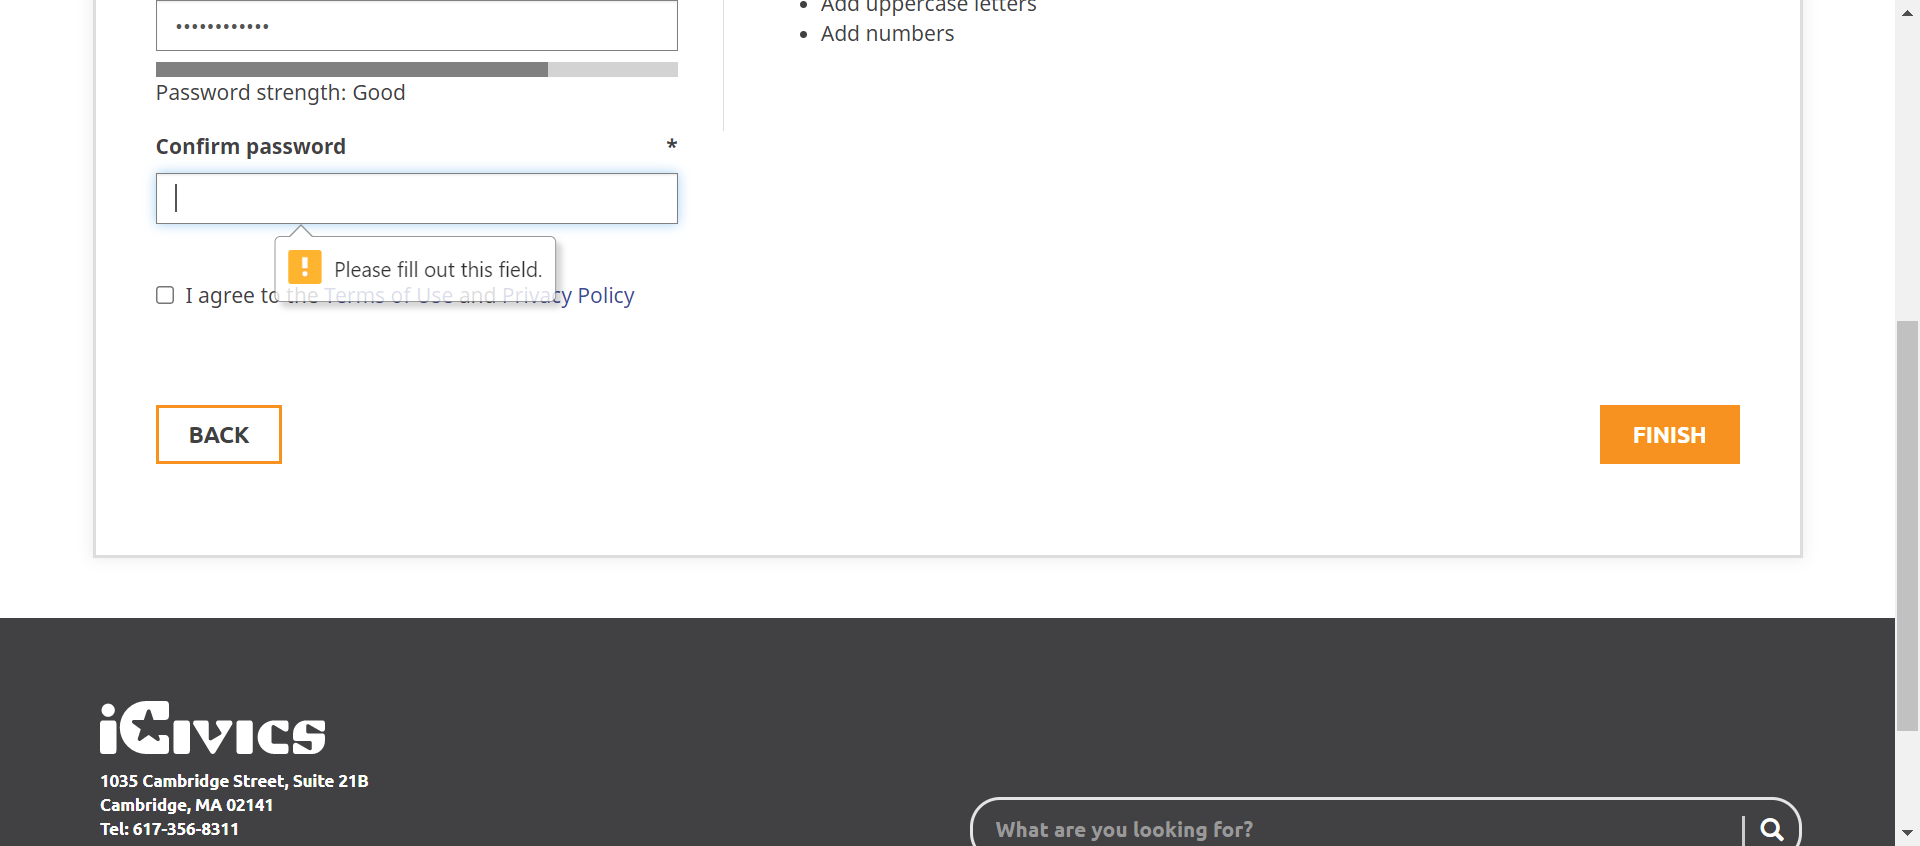 Add uppercase letters
Add numbers
Password strength: Good
Confirm password *
Please fill out this field.
I agree to the Terms of Use and Privacy Policy
BACK
FINISH
iCivics
1035 Cambridge Street, Suite 21B
Cambridge, MA 02141
Tel: 617-356-8311
What are you looking for?